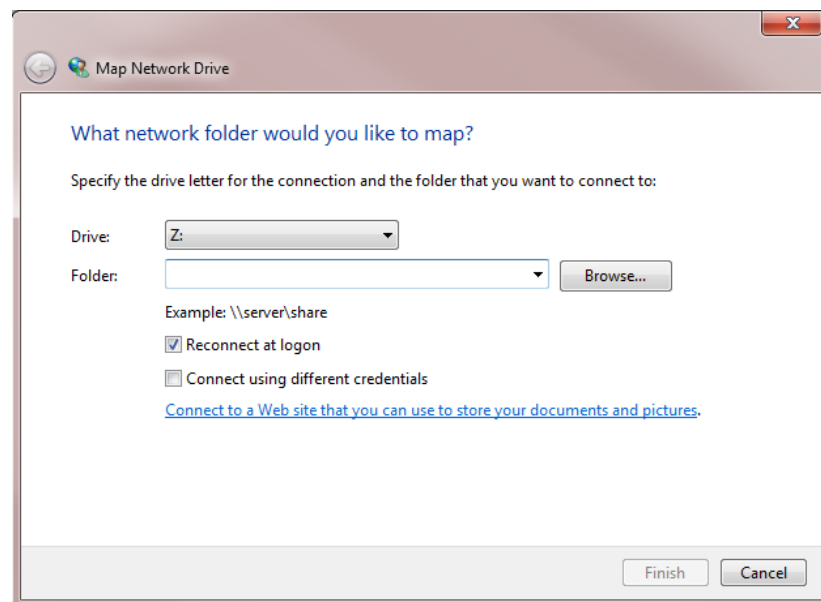 Map Network Drive
What network folder would you like to map?
Specify the drive letter for the connection and the folder that you want to connect to:
Drive: Z:
Folder: Browse...
Example: \\server\share
Reconnect at logon
Connect using different credentials
Connect to a Web site that you can use to store your documents and pictures.
Finish Cancel